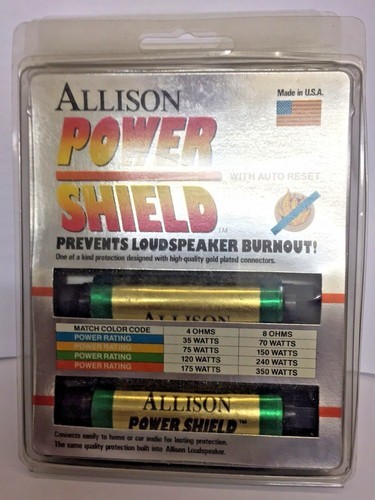 ALLISON
Made in U.S.A.
POWER
WITH AUTO RESET
SHIELD™
PREVENTS LOUDSPEAKER BURNOUT!
One of a kind protection designed with high-quality gold plated connectors.
ALLISON
MATCH COLOR CODE 4 OHMS 8 OHMS
POWER RATING 35 WATTS 70 WATTS
POWER RATING 75 WATTS 150 WATTS
POWER RATING 120 WATTS 240 WATTS
POWER RATING 175 WATTS 350 WATTS
ALLISON
POWER SHIELD™
Connects easily to home or car audio for lasting protection.
The same quality protection built into Allison Loudspeaker.